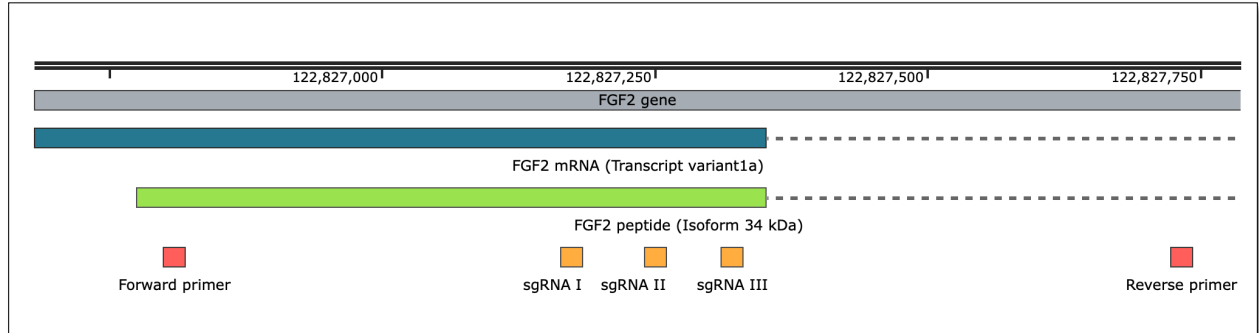 122,827,000 122,827,250 122,827,500 122,827,750
FGF2 gene
FGF2 mRNA (Transcript variant1a)
FGF2 peptide (Isoform 34 kDa)
Forward primer sgRNA I sgRNA II sgRNA III Reverse primer